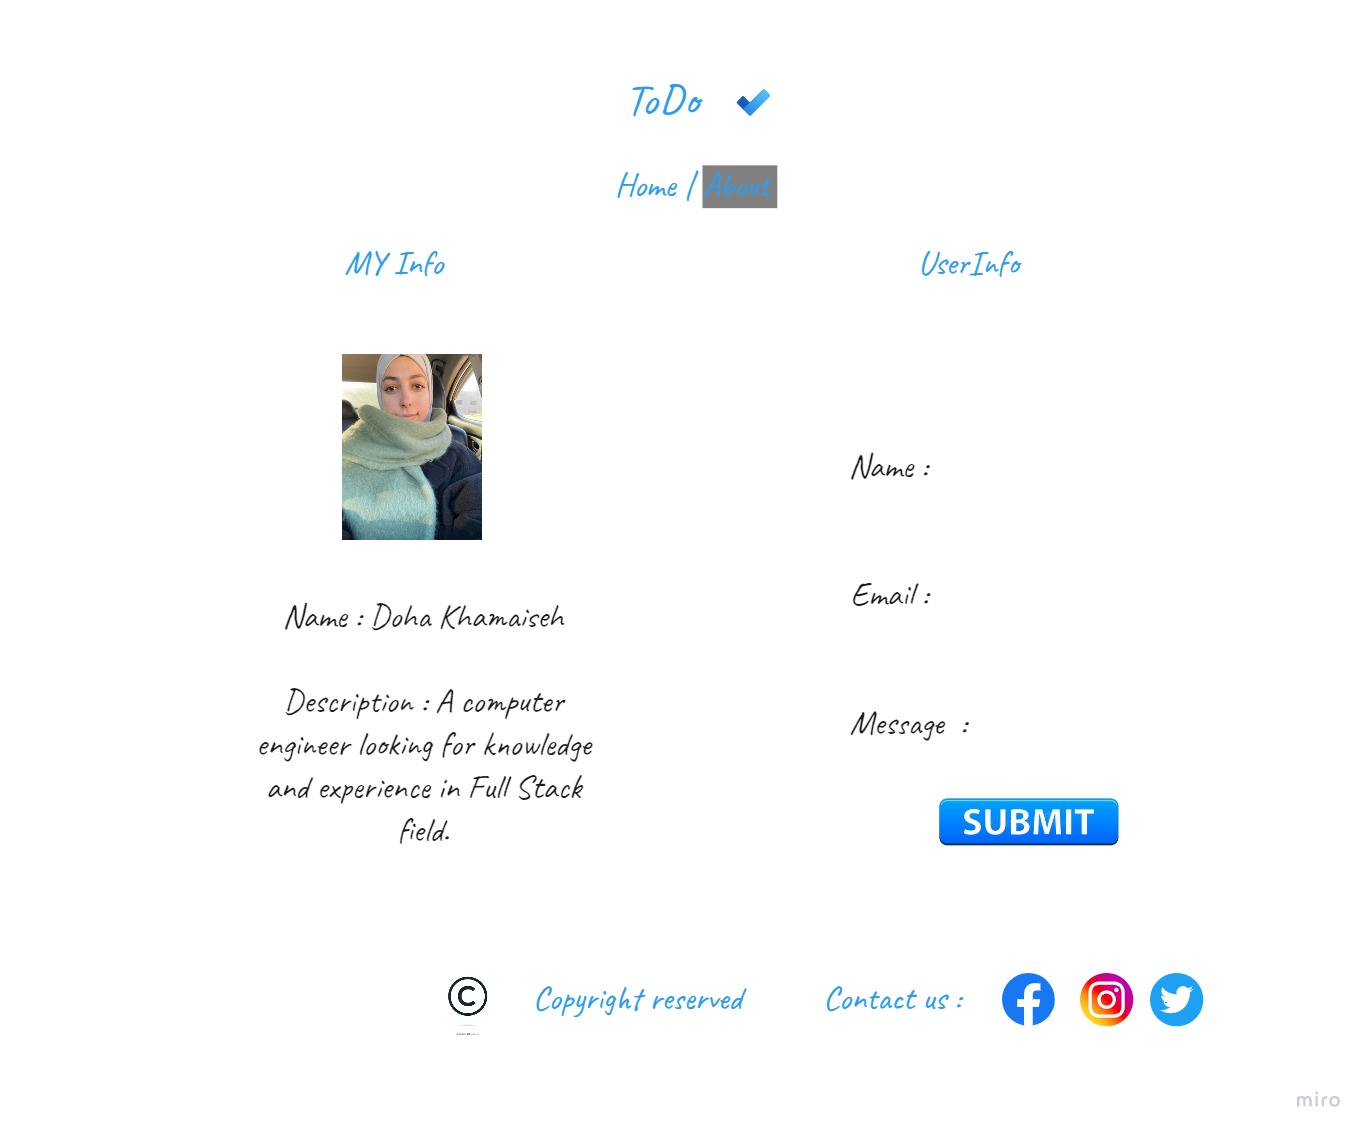 ToDo
Home | About
MY Info
UserInfo
Name : Doha Khamaiseh
Description : A computer
engineer looking for knowledge
and experience in Full Stack
field.
Name :
Email :
Message :
SUBMIT
© Copyright reserved
Contact us :
miro